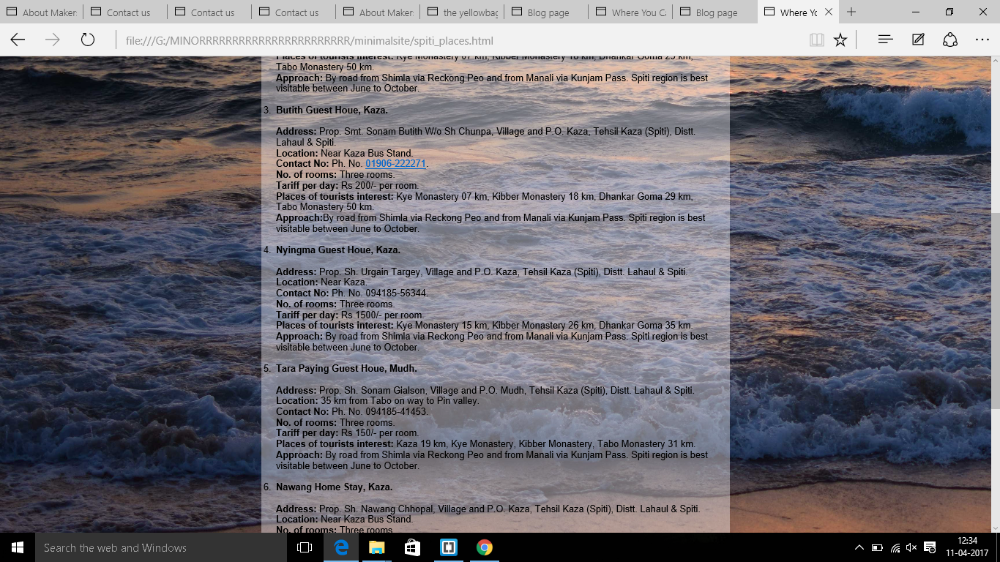 About Maker
Contact us
Contact us
Contact us
About Maker
the yellowbag
Blog page
Where You Ca
Blog page
Where Yo
file:///G:/MINORRRRRRRRRRRRRRRRRRRRRRR/minimalsite/spiti_places.html
Places of tourists interest: Kye Monastery 07 km, Kibber Monastery 18 km, Dhankar Goma 29 km,
Tabo Monastery 50 km.
Approach: By road from Shimla via Reckong Peo and from Manali via Kunjam Pass. Spiti region is best
visitable between June to October.
3. Butith Guest Houe, Kaza.
Address: Prop. Smt. Sonam Butith W/o Sh Chunpa, Village and P.O. Kaza, Tehsil Kaza (Spiti), Distt.
Lahaul & Spiti.
Location: Near Kaza Bus Stand.
Contact No: Ph. No. 01906-222271.
No. of rooms: Three rooms.
Tariff per day: Rs 200/- per room.
Places of tourists interest: Kye Monastery 07 km, Kibber Monastery 18 km, Dhankar Goma 29 km,
Tabo Monastery 50 km.
Approach:By road from Shimla via Reckong Peo and from Manali via Kunjam Pass. Spiti region is best
visitable between June to October.
4. Nyingma Guest Houe, Kaza.
Address: Prop. Sh. Urgain Targey, Village and P.O. Kaza, Tehsil Kaza (Spiti), Distt. Lahaul & Spiti.
Location: Near Kaza.
Contact No: Ph. No. 094185-56344.
No. of rooms: Three rooms.
Tariff per day: Rs 1500/- per room.
Places of tourists interest: Kye Monastery 15 km, Kibber Monastery 26 km, Dhankar Goma 35 km.
Approach: By road from Shimla via Reckong Peo and from Manali via Kunjam Pass. Spiti region is best
visitable between June to October.
5. Tara Paying Guest Houe, Mudh.
Address: Prop. Sh. Sonam Gialson, Village and P.O. Mudh, Tehsil Kaza (Spiti), Distt. Lahaul & Spiti.
Location: 35 km from Tabo on way to Pin valley.
Contact No: Ph. No. 094185-41453.
No. of rooms: Three rooms.
Tariff per day: Rs 150/- per room.
Places of tourists interest: Kaza 19 km, Kye Monastery, Kibber Monastery, Tabo Monastery 31 km.
Approach: By road from Shimla via Reckong Peo and from Manali via Kunjam Pass. Spiti region is best
visitable between June to October.
6. Nawang Home Stay, Kaza.
Address: Prop. Sh. Nawang Chhopal, Village and P.O. Kaza, Tehsil Kaza (Spiti), Distt. Lahaul & Spiti.
Location: Near Kaza Bus Stand.
No. of rooms: Three rooms
Search the web and Windows
12:34
11-04-2017